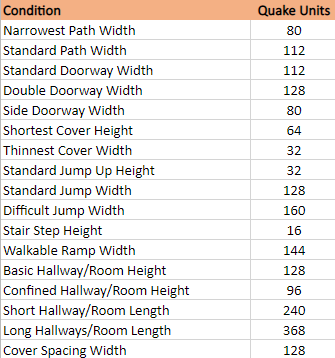 Condition Quake Units
Narrowest Path Width 80
Standard Path Width 112
Standard Doorway Width 112
Double Doorway Width 128
Side Doorway Width 80
Shortest Cover Height 64
Thinnest Cover Width 32
Standard Jump Up Height 32
Standard Jump Width 128
Difficult Jump Width 160
Stair Step Height 16
Walkable Ramp Width 144
Basic Hallway/Room Height 128
Confined Hallway/Room Height 96
Short Hallway/Room Length 240
Long Hallways/Room Length 368
Cover Spacing Width 128